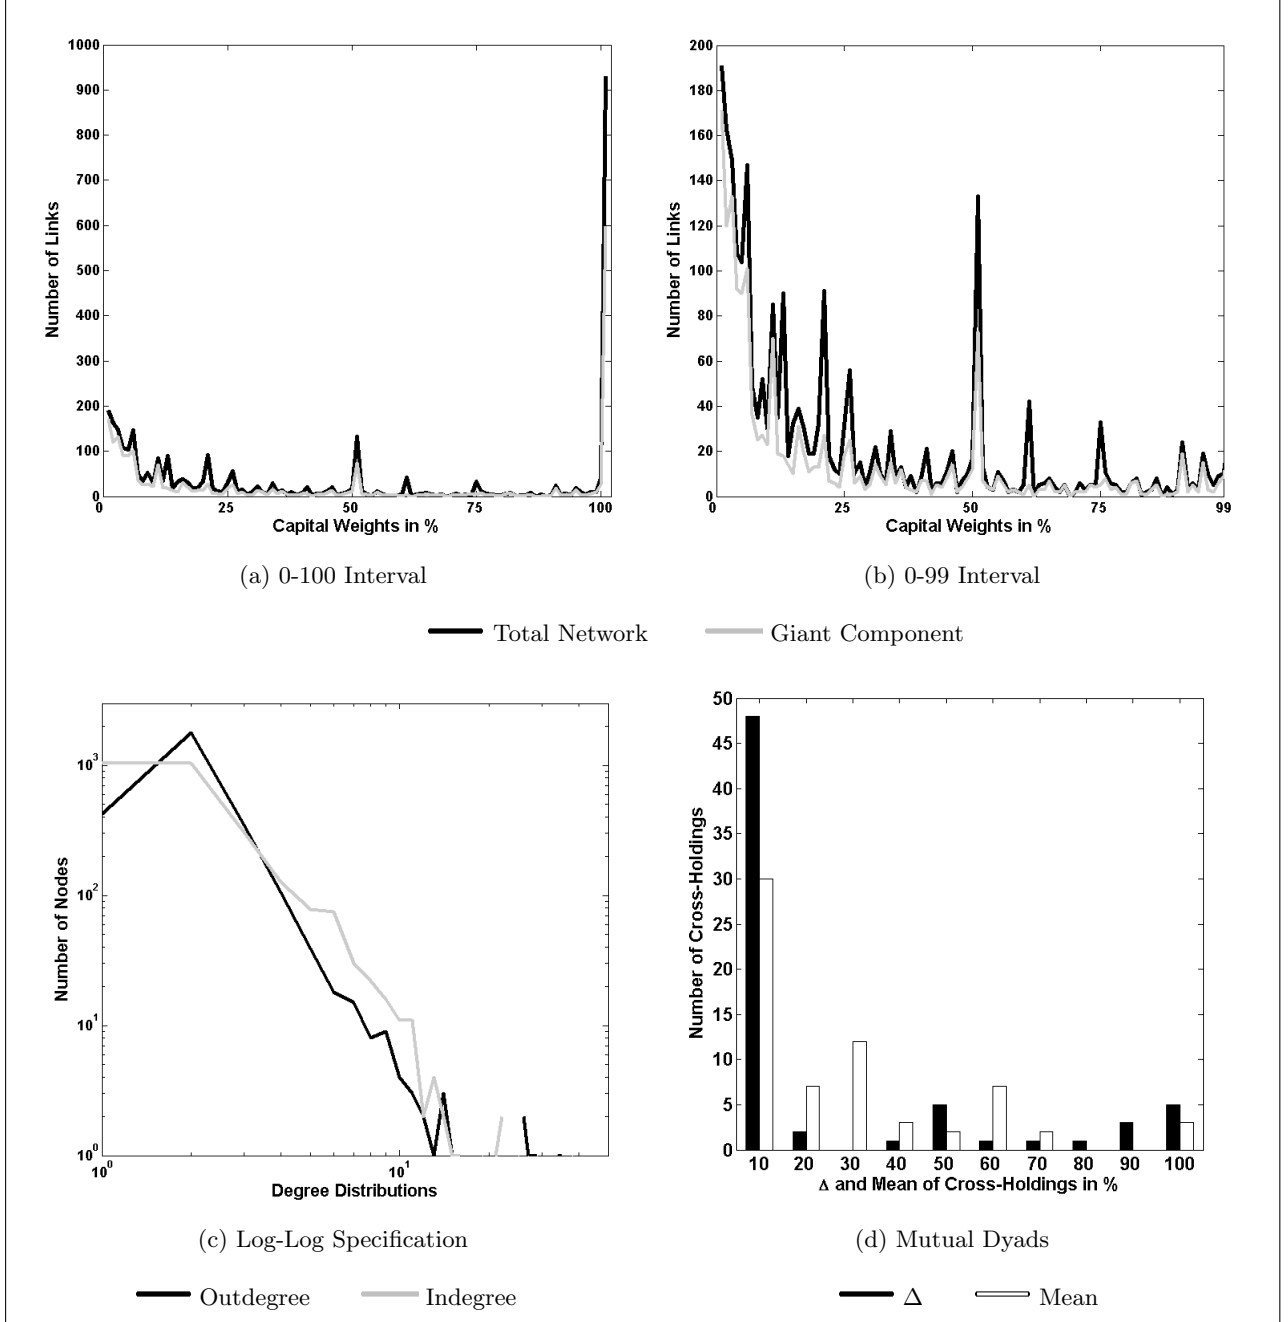 1000
900
800
700
600
500
400
300
200
100
0
Number of Links
0 25 50 75 100
Capital Weights in %
(a) 0-100 Interval
200
180
160
140
120
100
80
60
40
20
0
Number of Links
0 25 50 75 99
Capital Weights in %
(b) 0-99 Interval
Total Network Giant Component
10³
10²
10¹
10⁰
Number of Nodes
10⁰ 10¹
Degree Distributions
(c) Log-Log Specification
Outdegree Indegree
50
45
40
35
30
25
20
15
10
5
0
Number of Cross-Holdings
10 20 30 40 50 60 70 80 90 100
Δ and Mean of Cross-Holdings in %
(d) Mutual Dyads
Δ Mean